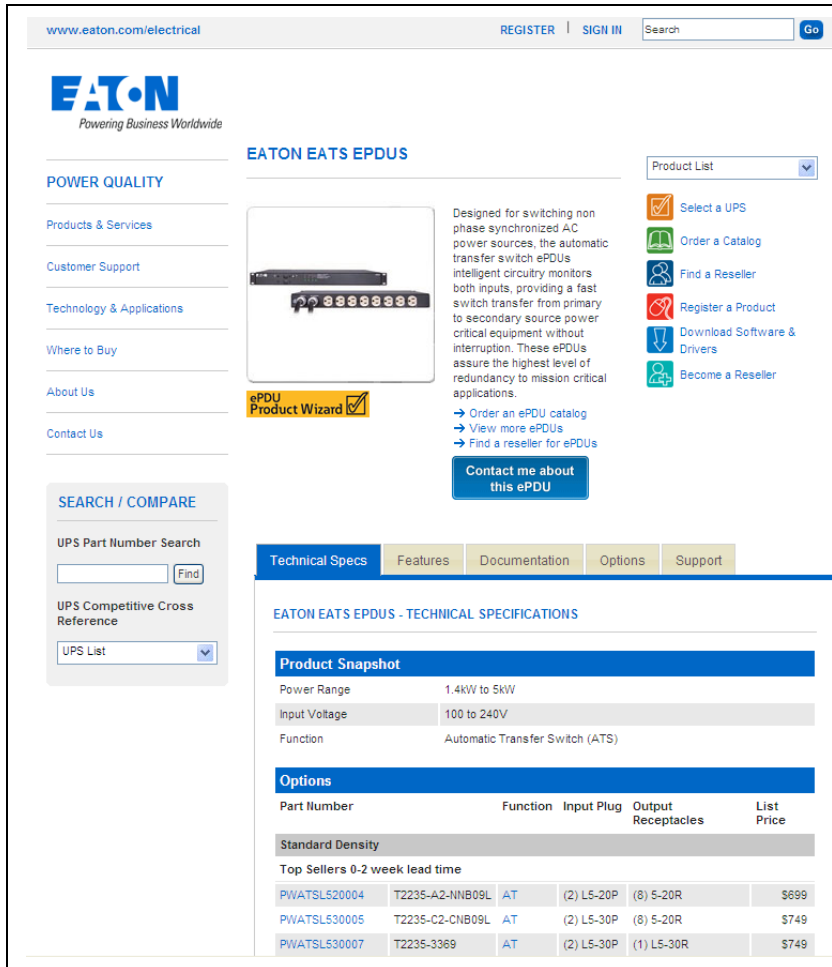 www.eaton.com/electrical
REGISTER | SIGN IN
Search
Go
EATON
Powering Business Worldwide
POWER QUALITY
Products & Services
Customer Support
Technology & Applications
Where to Buy
About Us
Contact Us
SEARCH / COMPARE
UPS Part Number Search
Find
UPS Competitive Cross
Reference
UPS List
EATON EATS EPDUS
Designed for switching non
phase synchronized AC
power sources, the automatic
transfer switch ePDUs
intelligent circuitry monitors
both inputs, providing a fast
switch transfer from primary
to secondary source power
critical equipment without
interruption. These ePDUs
assure the highest level of
redundancy to mission critical
applications.
ePDU
Product Wizard
→ Order an ePDU catalog
→ View more ePDUs
→ Find a reseller for ePDUs
Contact me about
this ePDU
Product List
Select a UPS
Order a Catalog
Find a Reseller
Register a Product
Download Software &
Drivers
Become a Reseller
Technical Specs Features Documentation Options Support
EATON EATS EPDUS - TECHNICAL SPECIFICATIONS
Product Snapshot
Power Range 1.4kW to 5kW
Input Voltage 100 to 240V
Function Automatic Transfer Switch (ATS)
Options
Part Number Function Input Plug Output Receptacles List Price
Standard Density
Top Sellers 0-2 week lead time
PWATSL520004 T2235-A2-NNB09L AT (2) L5-20P (8) 5-20R $699
PWATSL530005 T2235-C2-CNB09L AT (2) L5-30P (8) 5-20R $749
PWATSL530007 T2235-3369 AT (2) L5-30P (1) L5-30R $749